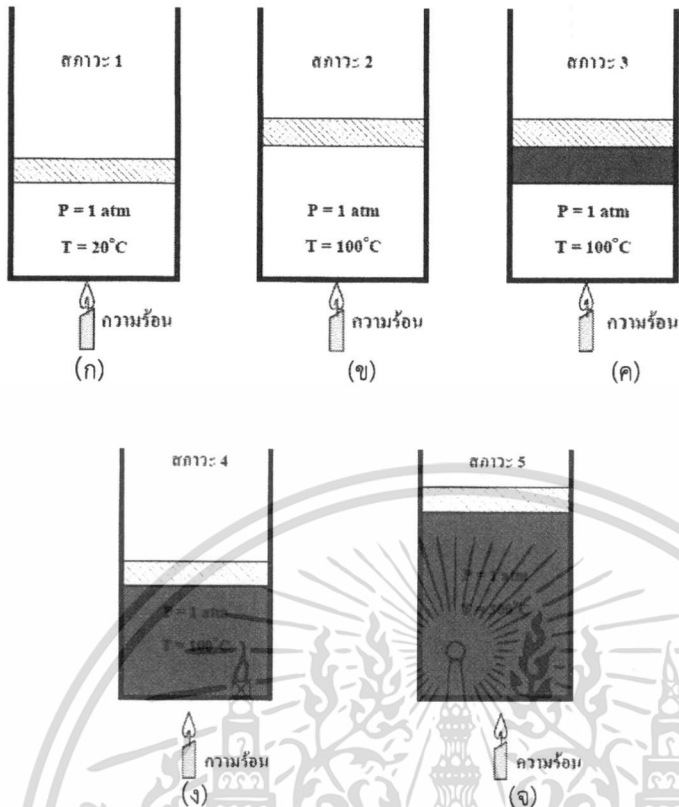 สภาวะ 1
P = 1 atm
T = 20°C
ความร้อน
(ก)
สภาวะ 2
P = 1 atm
T = 100°C
ความร้อน
(ข)
สภาวะ 3
P = 1 atm
T = 100°C
ความร้อน
(ค)
สภาวะ 4
P = 1 atm
T = 100°C
ความร้อน
(ง)
สภาวะ 5
P = 1 atm
ความร้อน
(จ)